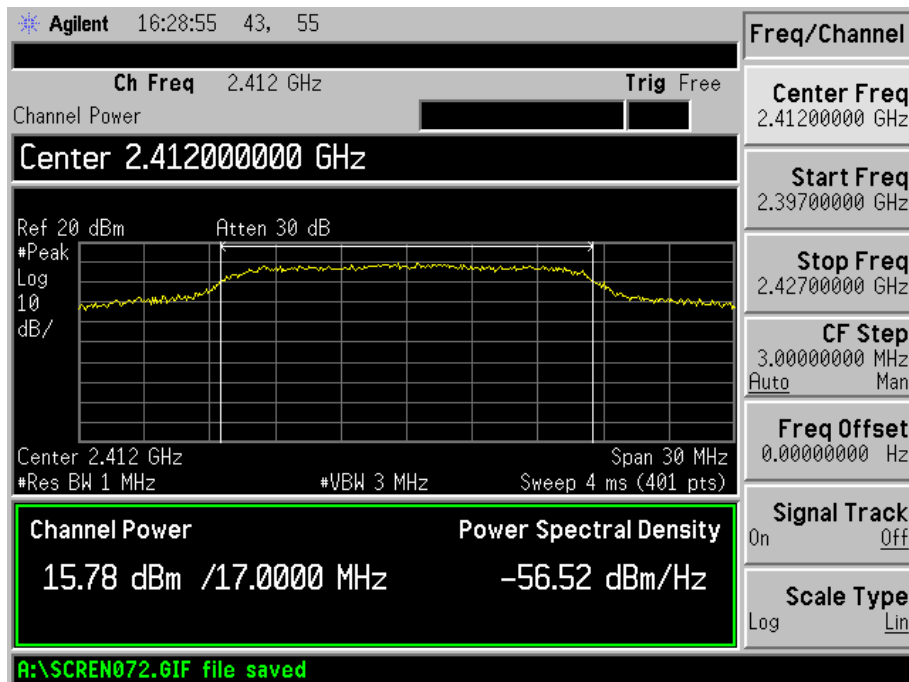 Agilent 16:28:55 43, 55
Ch Freq 2.412 GHz Trig Free
Channel Power
Center 2.412000000 GHz
Ref 20 dBm Atten 30 dB
#Peak
Log
10
dB/
Center 2.412 GHz Span 30 MHz
#Res BW 1 MHz #VBW 3 MHz Sweep 4 ms (401 pts)
Channel Power Power Spectral Density
15.78 dBm /17.0000 MHz -56.52 dBm/Hz
A:\SCREN072.GIF file saved
Freq/Channel
Center Freq
2.41200000 GHz
Start Freq
2.39700000 GHz
Stop Freq
2.42700000 GHz
CF Step
3.00000000 MHz
Auto Man
Freq Offset
0.00000000 Hz
Signal Track
On Off
Scale Type
Log Lin